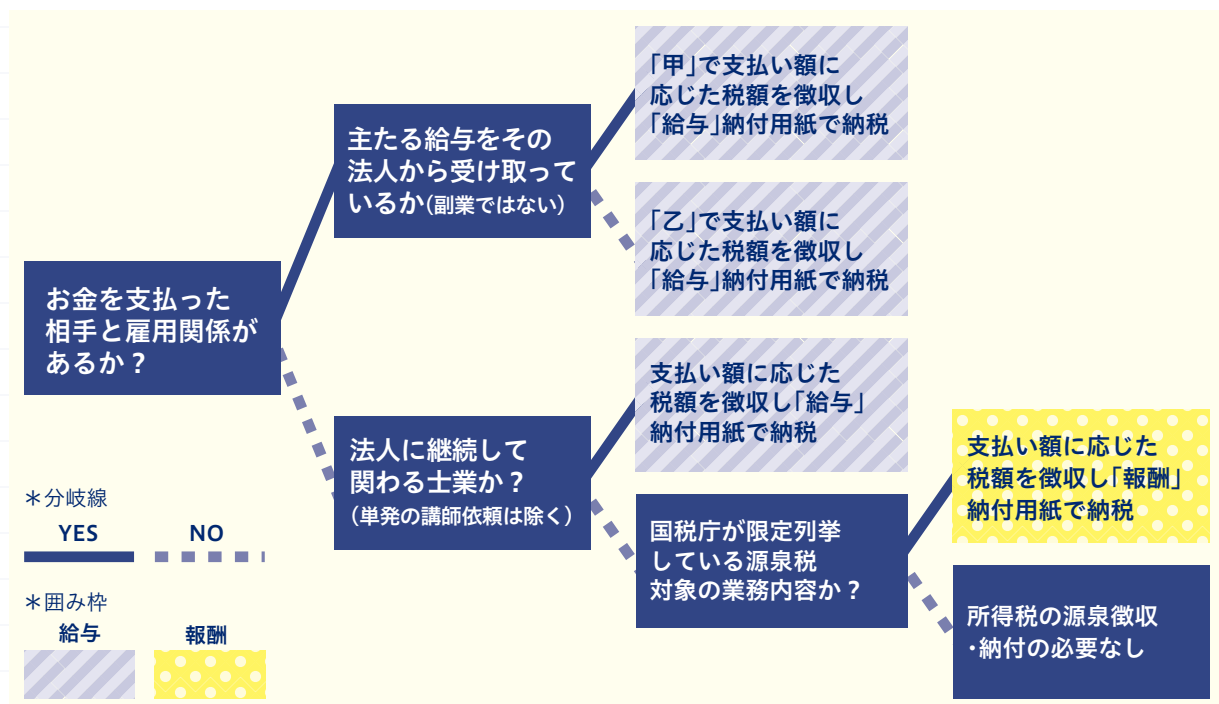 お金を支払った
相手と雇用関係が
あるか？
主たる給与をその
法人から受け取って
いるか（副業ではない）
「甲」で支払い額に
応じた税額を徴収し
「給与」納付用紙で納税
「乙」で支払い額に
応じた税額を徴収し
「給与」納付用紙で納税
法人に継続して
関わる士業か？
（単発の講師依頼は除く）
支払い額に応じた
税額を徴収し「給与」
納付用紙で納税
国税庁が限定列挙
している源泉税
対象の業務内容か？
支払い額に応じた
税額を徴収し「報酬」
納付用紙で納税
所得税の源泉徴収
・納付の必要なし
＊分岐線
YES NO
＊囲み枠
給与 報酬